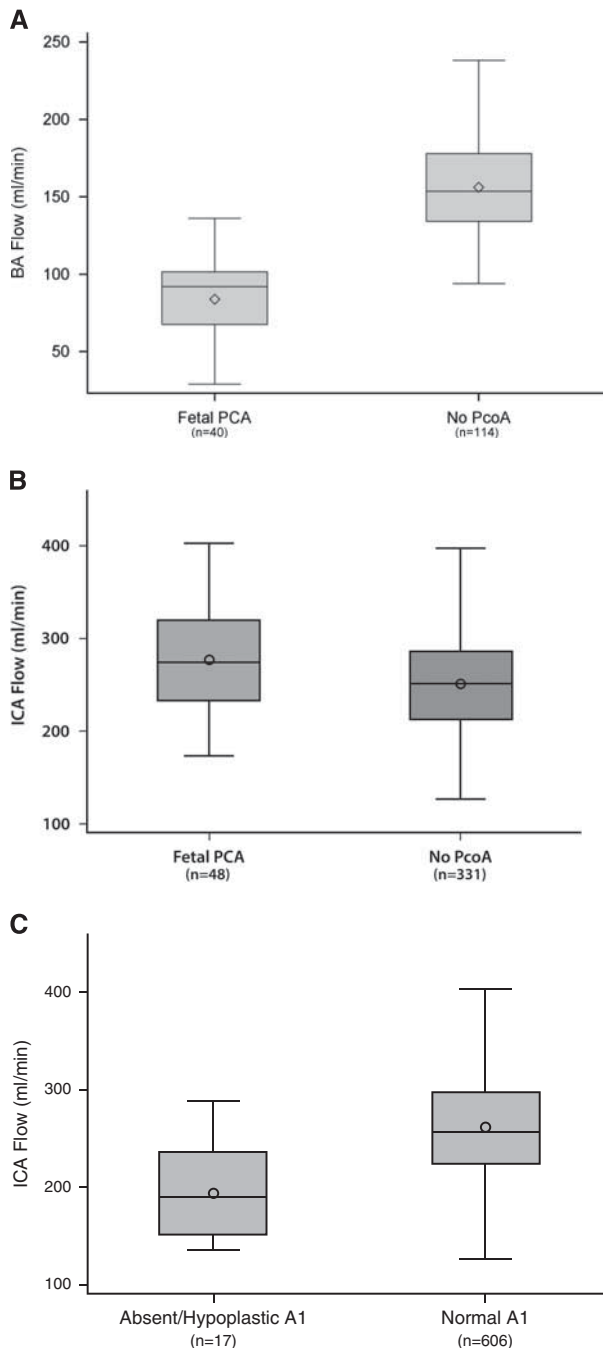 A
250
200
150
100
50
BA Flow (ml/min)
Fetal PCA
(n=40)
No PcoA
(n=114)
B
400
300
200
100
ICA Flow (ml/min)
Fetal PCA
(n=48)
No PcoA
(n=331)
C
400
300
200
100
ICA Flow (ml/min)
Absent/Hypoplastic A1
(n=17)
Normal A1
(n=606)